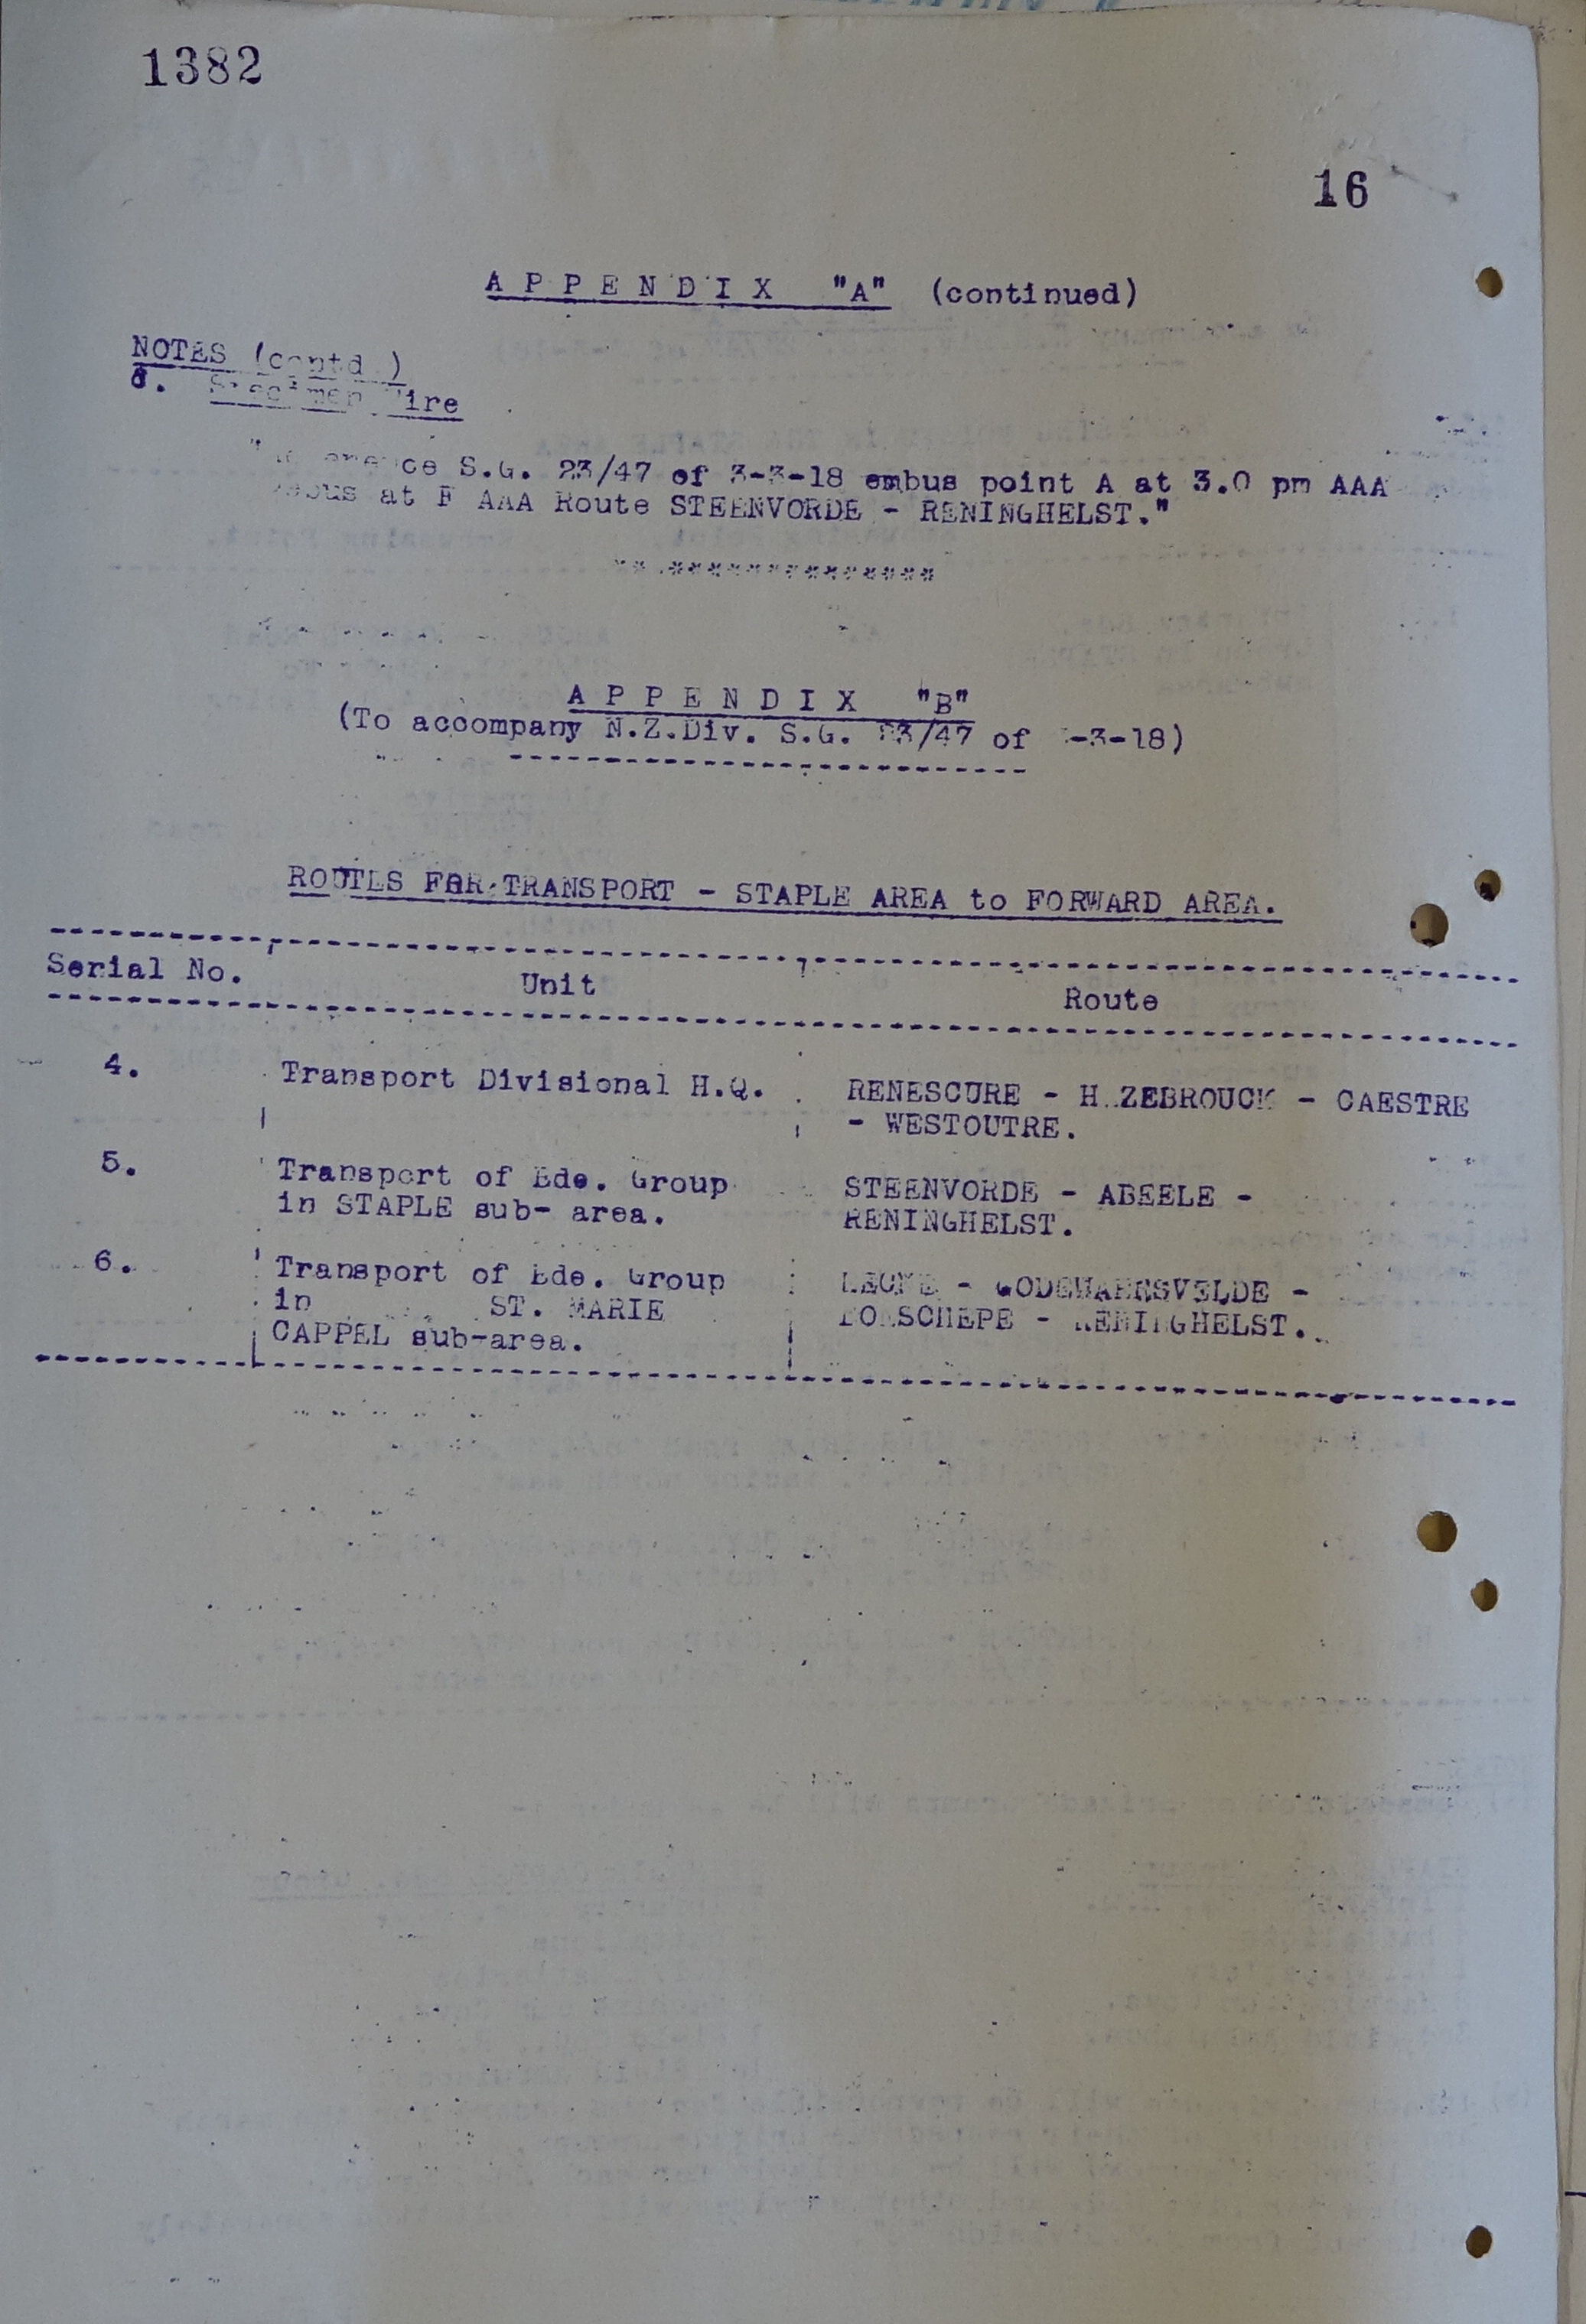 1382
16
A P P E N D I X "A" (continued)
NOTES (contd.)
Specimen Wire
S.G. 23/47 of 3-3-18 embus point A at 3.0 pm AAA
at F AAA Route STEENVORDE - RENINGHELST."
***************
A P P E N D I X "B"
(To accompany N.Z.Div. S.G. 23/47 of -3-18)
ROUTES FOR TRANSPORT - STAPLE AREA to FORWARD AREA.
Serial No. Unit Route
4. Transport Divisional H.Q. RENESCURE - HAZEBROUCK - CAESTRE
- WESTOUTRE.
5. Transport of Bde. Group STEENVORDE - ABEELE -
in STAPLE sub- area. RENINGHELST.
6. Transport of Bde. Group - GODEWAERSVELDE -
in ST. MARIE BOESCHEPE - RENINGHELST.
CAPPEL sub-area.